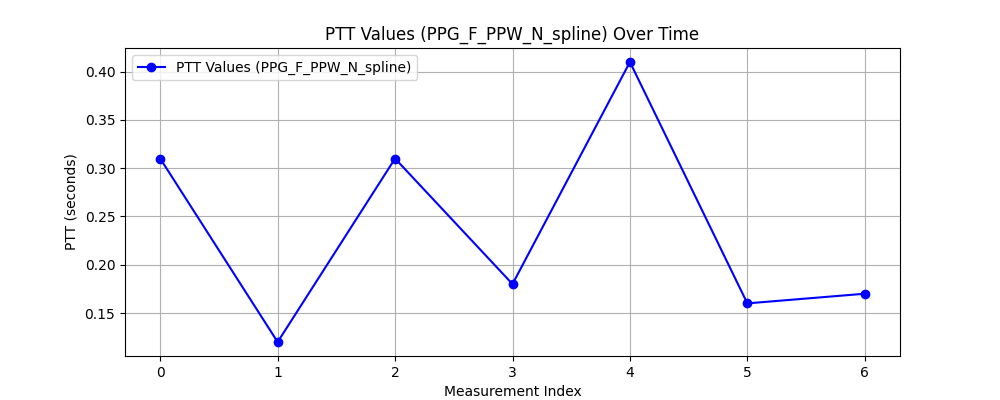 PTT Values (PPG_F_PPW_N_spline) Over Time
PTT Values (PPG_F_PPW_N_spline)
PTT (seconds)
0.40
0.35
0.30
0.25
0.20
0.15
0 1 2 3 4 5 6
Measurement Index